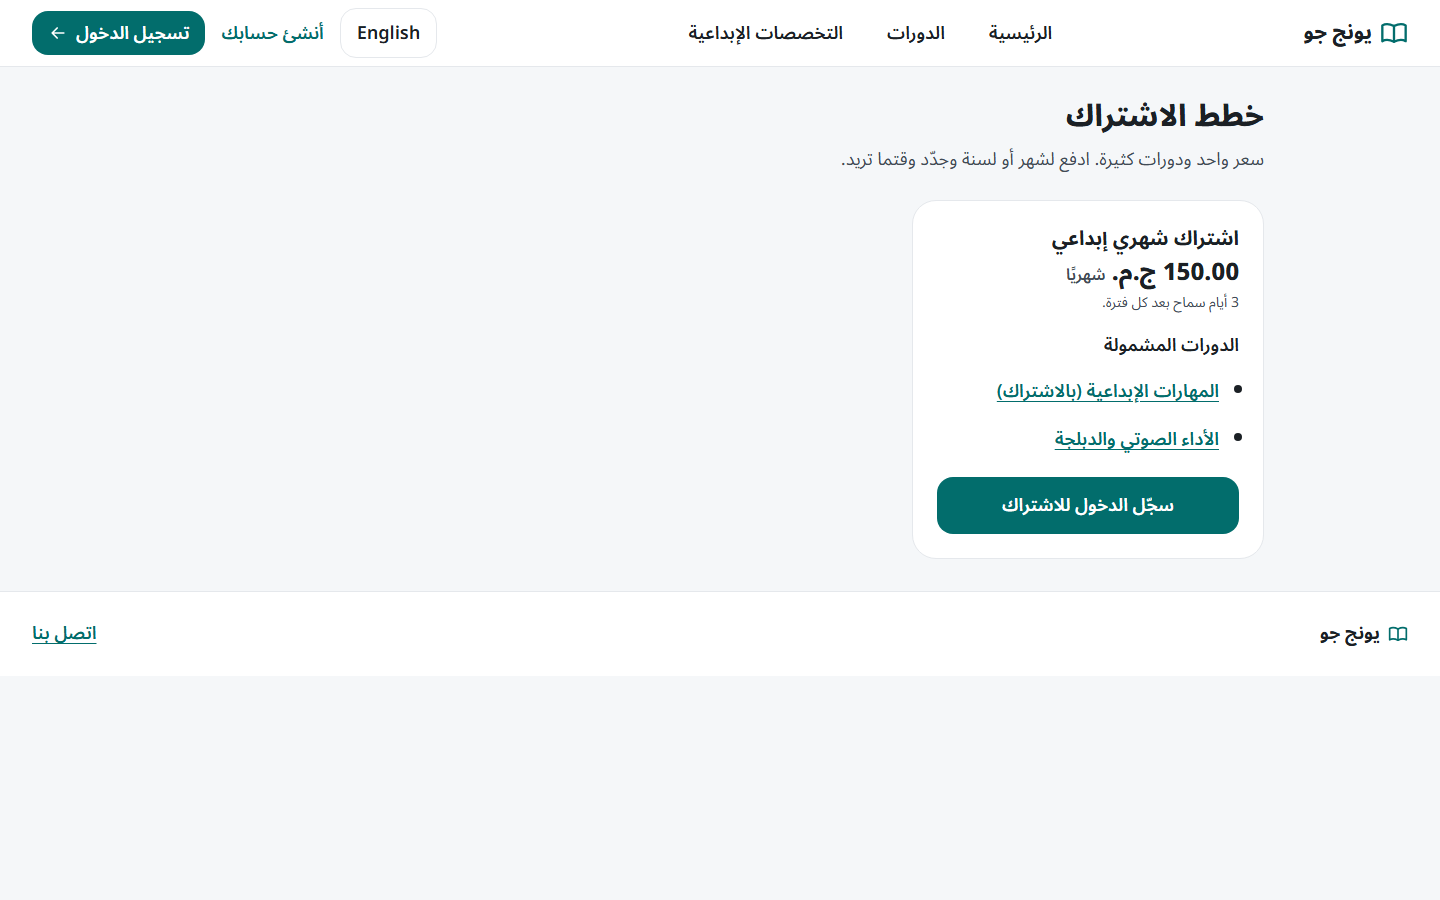 يونج جو
الرئيسية
الدورات
التخصصات الإبداعية
English
أنشئ حسابك
تسجيل الدخول ←
خطط الاشتراك
سعر واحد ودورات كثيرة. ادفع لشهر أو لسنة وجدّد وقتما تريد.
اشتراك شهري إبداعي
150.00 ج.م. شهريًا
3 أيام سماح بعد كل فترة.
الدورات المشمولة
المهارات الإبداعية (بالاشتراك)
الأداء الصوتي والدبلجة
سجّل الدخول للاشتراك
يونج جو
اتصل بنا